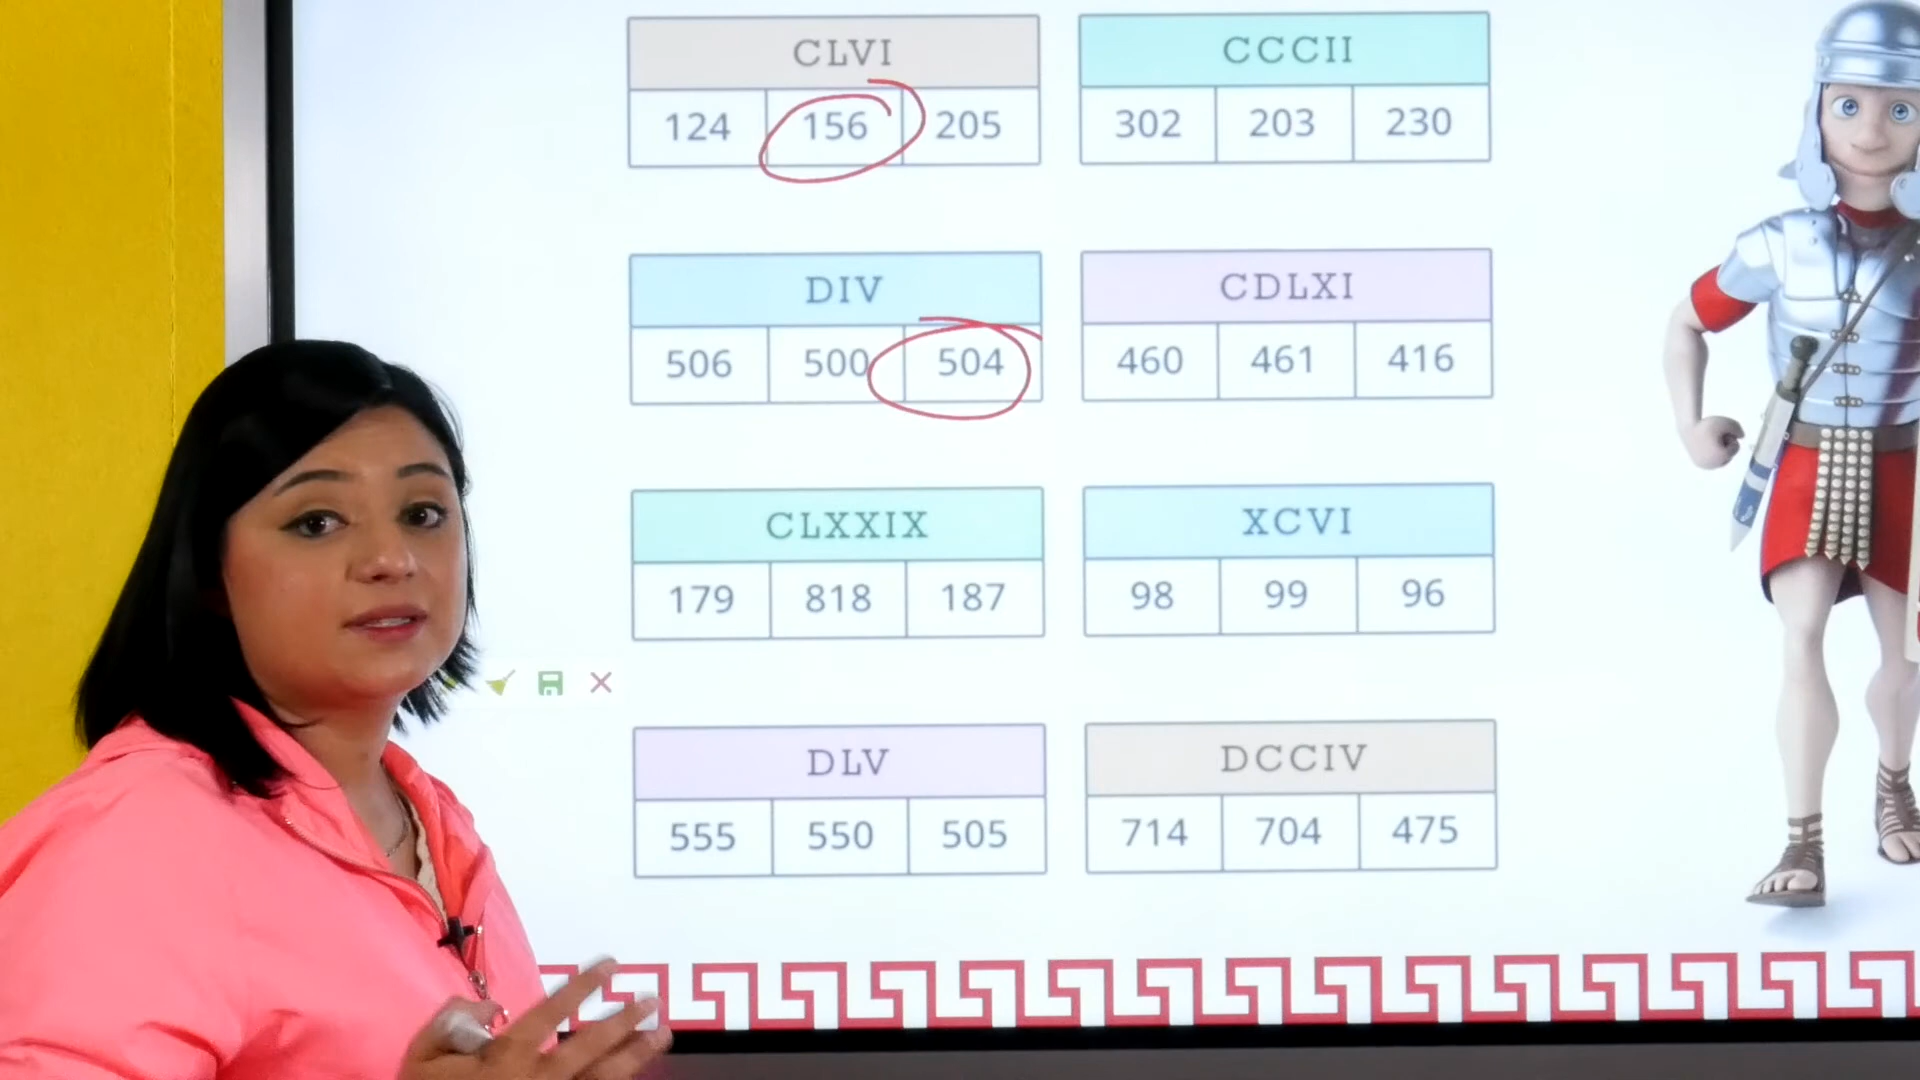 CLVI
124 156 205
CCCII
302 203 230
DIV
506 500 504
CDLXI
460 461 416
CLXXIX
179 818 187
XCVI
98 99 96
DLV
555 550 505
DCCIV
714 704 475